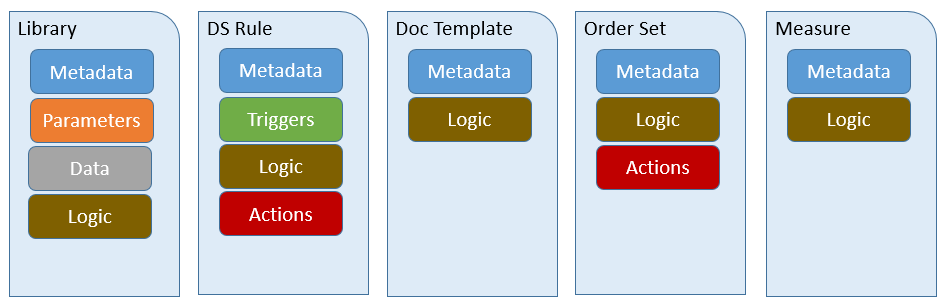 Library
Metadata
Parameters
Data
Logic
DS Rule
Metadata
Triggers
Logic
Actions
Doc Template
Metadata
Logic
Order Set
Metadata
Logic
Actions
Measure
Metadata
Logic